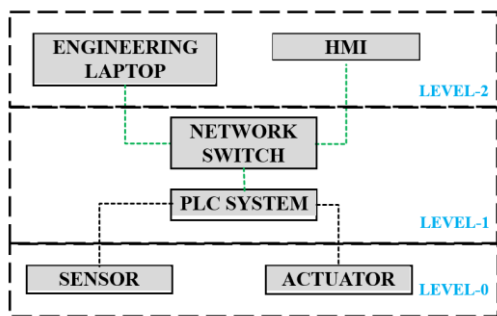 ENGINEERING
LAPTOP
HMI
LEVEL-2
NETWORK
SWITCH
PLC SYSTEM
LEVEL-1
SENSOR
ACTUATOR
LEVEL-0